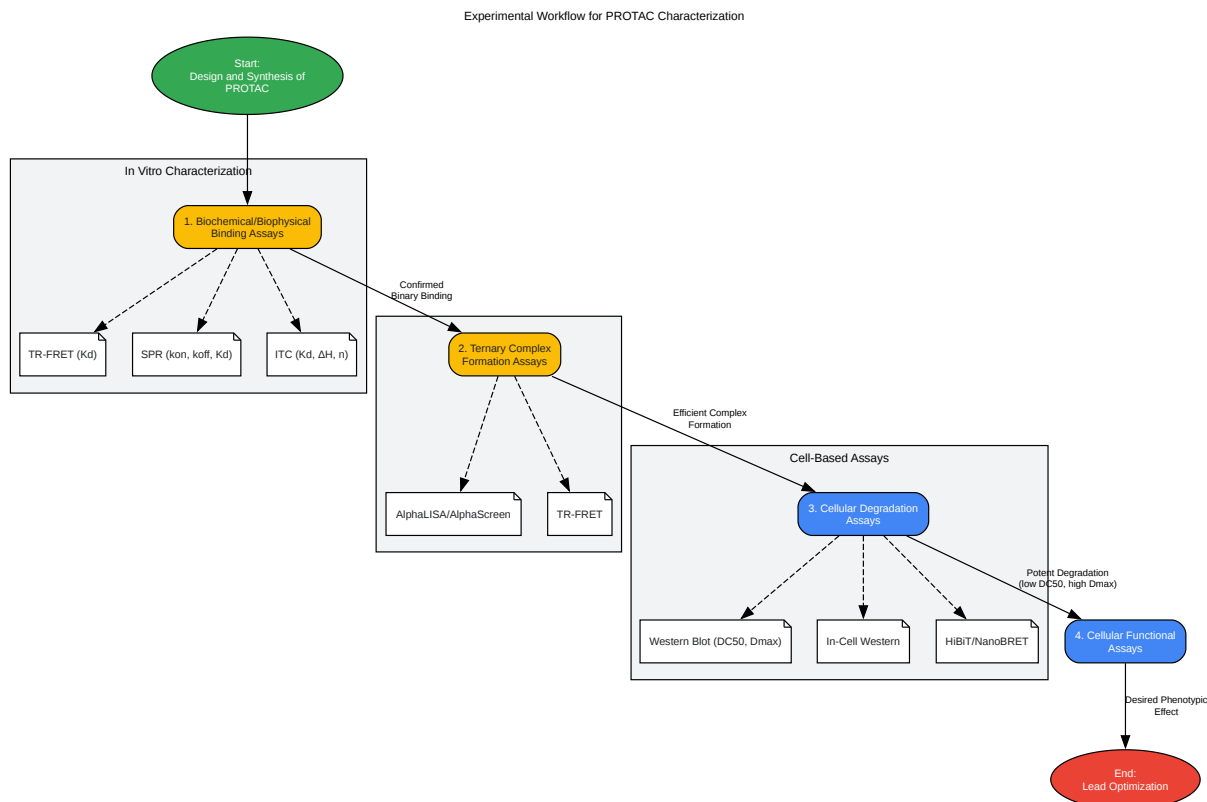 Experimental Workflow for PROTAC Characterization
Start:
Design and Synthesis of
PROTAC
In Vitro Characterization
1. Biochemical/Biophysical
Binding Assays
TR-FRET (Kd)
SPR (kon, koff, Kd)
ITC (Kd, ΔH, n)
Confirmed
Binary Binding
2. Ternary Complex
Formation Assays
AlphaLISA/AlphaScreen
TR-FRET
Efficient Complex
Formation
Cell-Based Assays
3. Cellular Degradation
Assays
Western Blot (DC50, Dmax)
In-Cell Western
HiBiT/NanoBRET
Potent Degradation
(low DC50, high Dmax)
4. Cellular Functional
Assays
Desired Phenotypic
Effect
End:
Lead Optimization